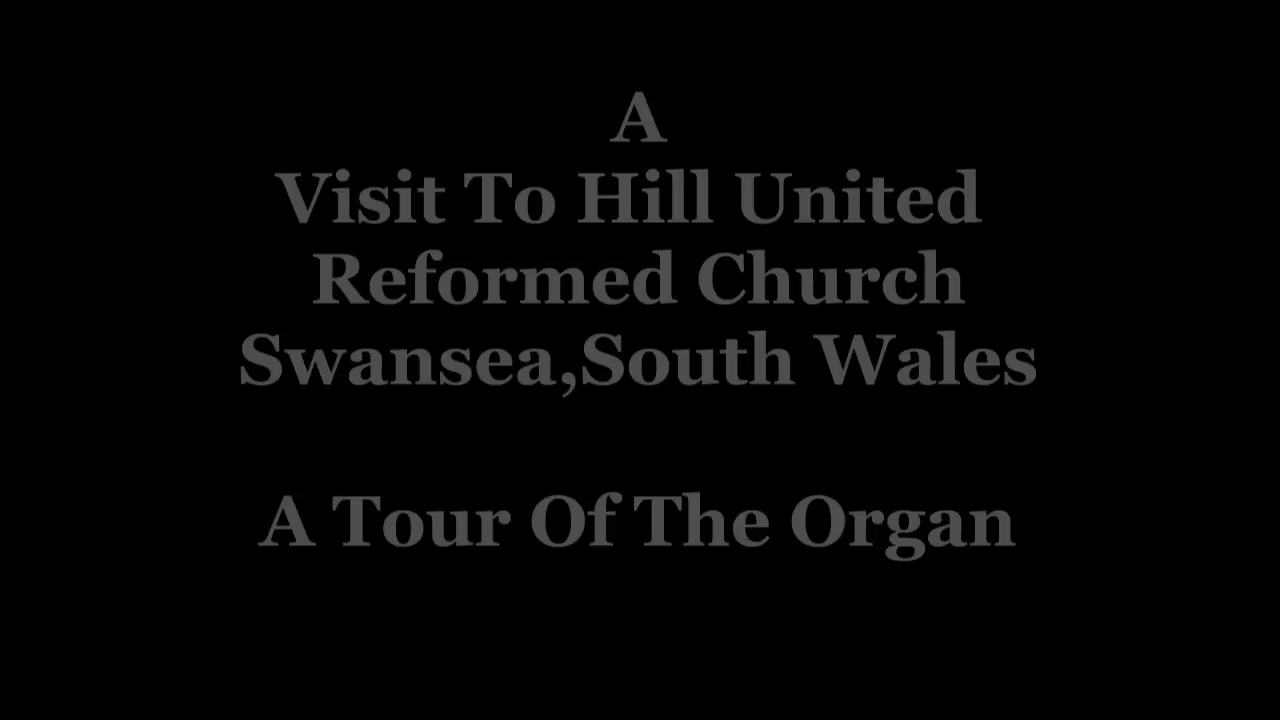 A
Visit To Hill United
Reformed Church
Swansea,South Wales
A Tour Of The Organ